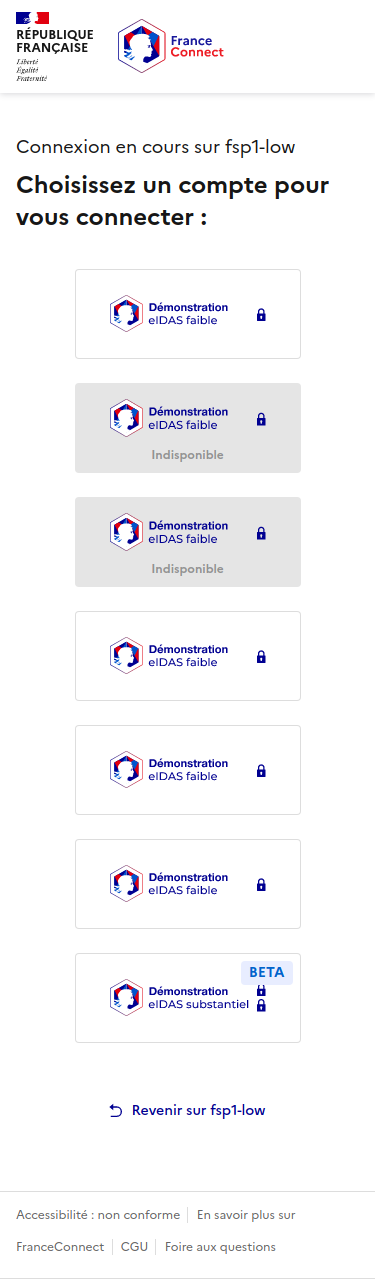 RÉPUBLIQUE
FRANÇAISE
Liberté
Égalité
Fraternité
France
Connect
Connexion en cours sur fsp1-low
Choisissez un compte pour
vous connecter :
Démonstration
eIDAS faible
Démonstration
eIDAS faible
Indisponible
Démonstration
eIDAS faible
Indisponible
Démonstration
eIDAS faible
Démonstration
eIDAS faible
Démonstration
eIDAS faible
BETA
Démonstration
eIDAS substantiel
Revenir sur fsp1-low
Accessibilité : non conforme
En savoir plus sur
FranceConnect
CGU
Foire aux questions